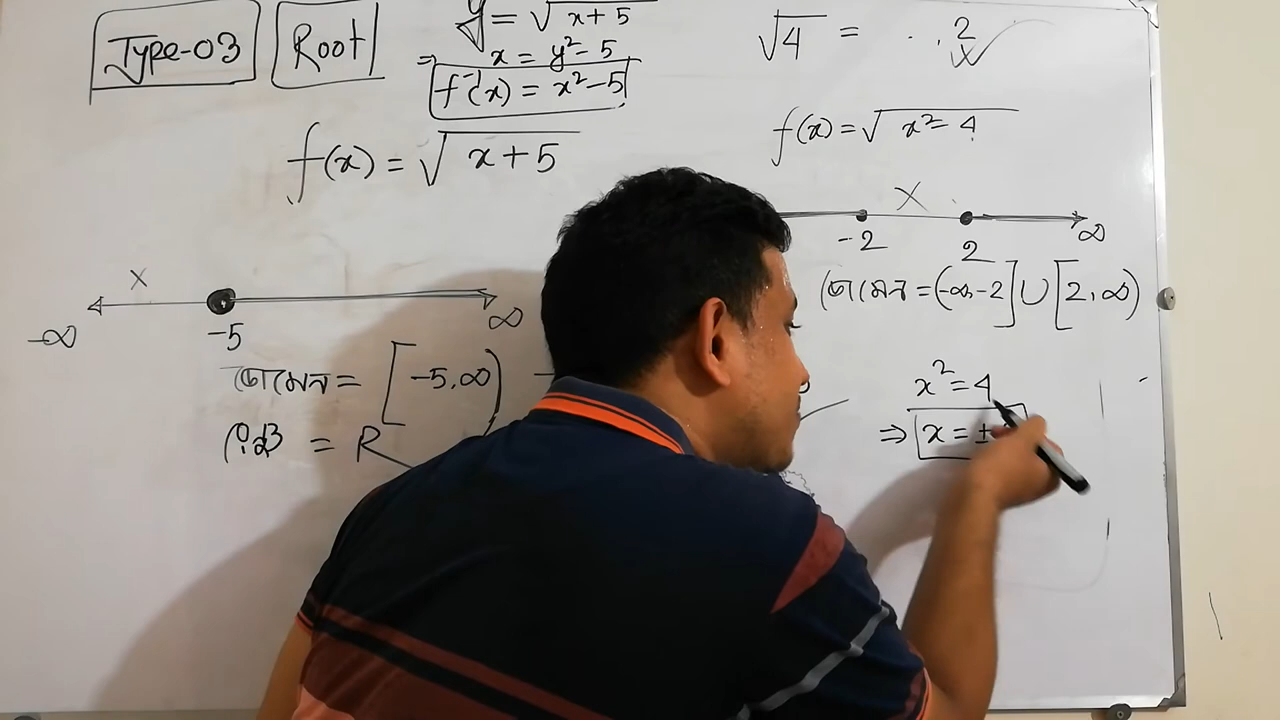 Type-03 Root
y = √x+5
⇒ x = y²-5
f⁻¹(x) = x²-5
f(x) = √x+5
-∞ x -5 ∞
ডোমেন = [-5, ∞)
রেঞ্জ = R
√4 = 2
f(x) = √x²-4
x
-2 2 ∞
ডোমেন = (-∞, -2] ∪ [2, ∞)
x² = 4
⇒ x = ±